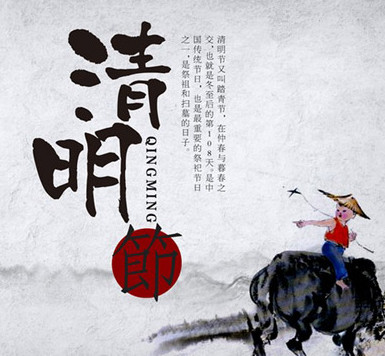 清明
QINGMING
節
清明节又叫踏青节,在仲春与暮春之
交,也就是冬至后的第108天。是中
国传统节日,也是最重要的祭祀节日
之一,是祭祖和扫墓的日子。